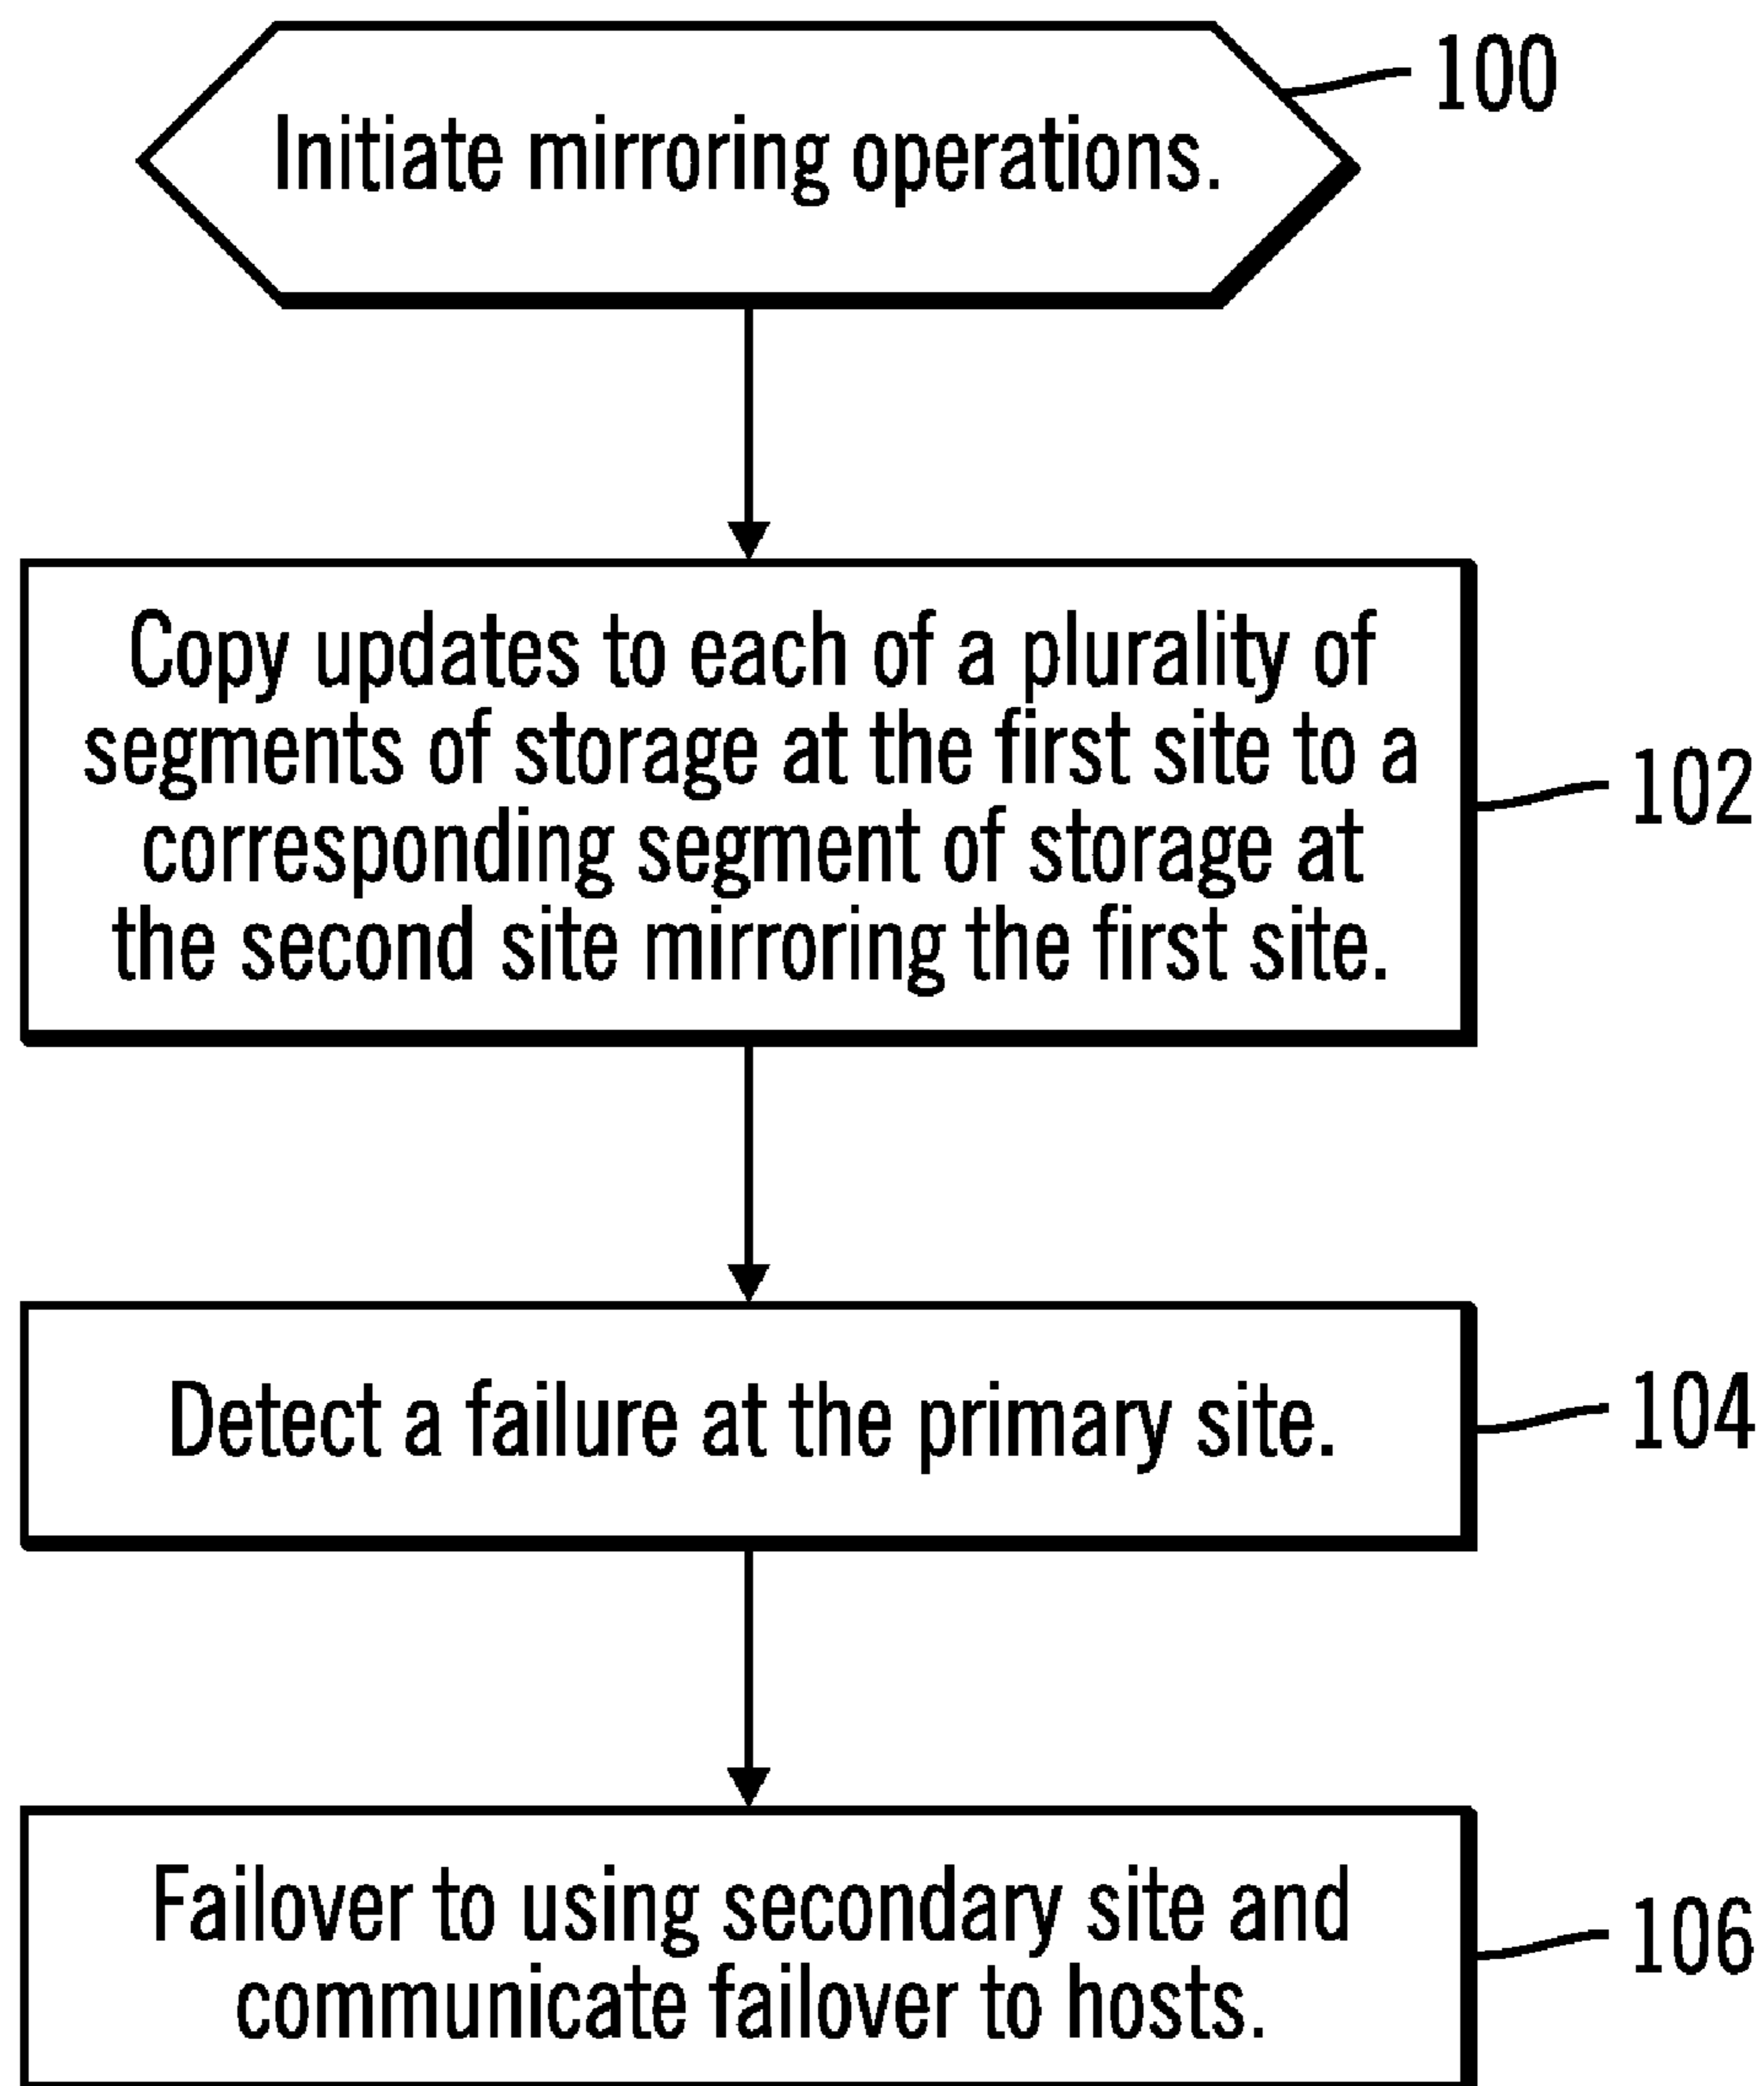 Initiate mirroring operations.
100
Copy updates to each of a plurality of
segments of storage at the first site to a
corresponding segment of storage at
the second site mirroring the first site.
102
Detect a failure at the primary site.
104
Failover to using secondary site and
communicate failover to hosts.
106